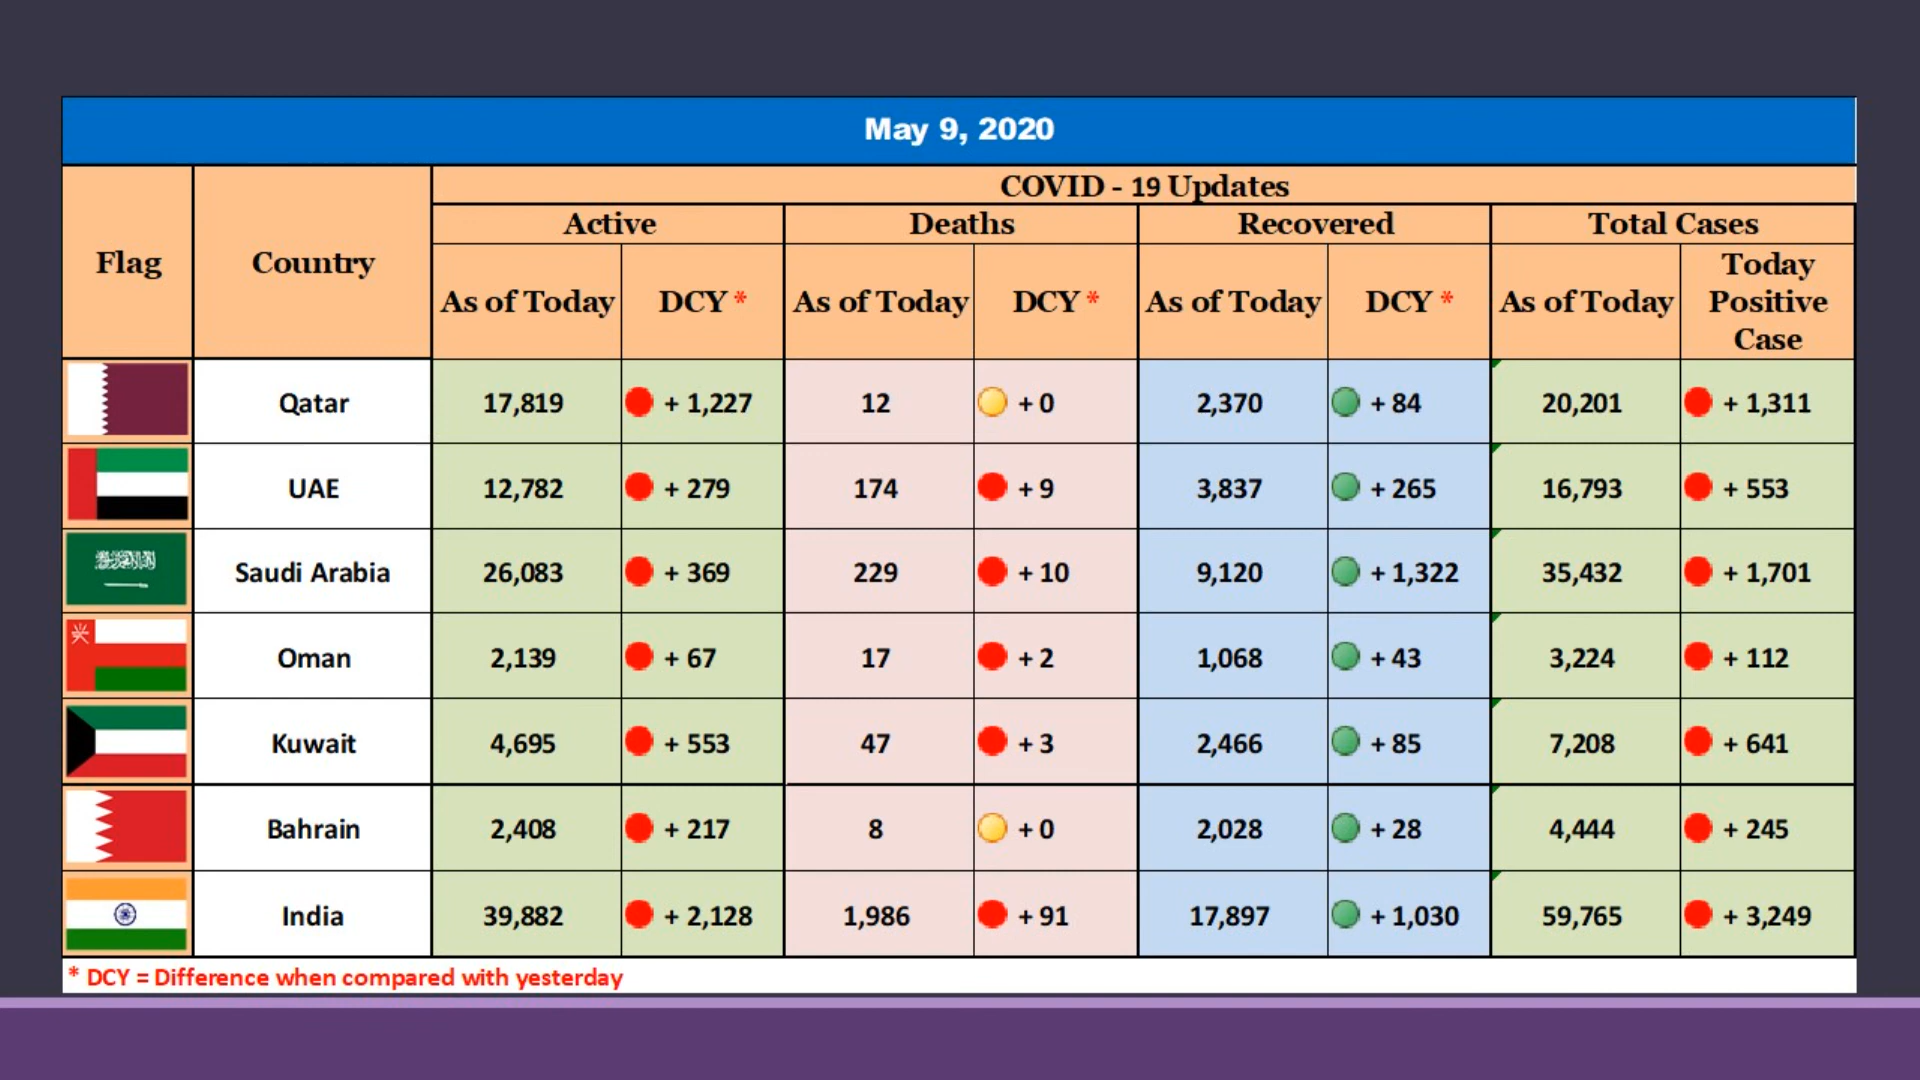 May 9, 2020
COVID - 19 Updates
Flag Country Active Deaths Recovered Total Cases
As of Today DCY * As of Today DCY * As of Today DCY * As of Today Today Positive Case
Qatar 17,819 + 1,227 12 + 0 2,370 + 84 20,201 + 1,311
UAE 12,782 + 279 174 + 9 3,837 + 265 16,793 + 553
Saudi Arabia 26,083 + 369 229 + 10 9,120 + 1,322 35,432 + 1,701
Oman 2,139 + 67 17 + 2 1,068 + 43 3,224 + 112
Kuwait 4,695 + 553 47 + 3 2,466 + 85 7,208 + 641
Bahrain 2,408 + 217 8 + 0 2,028 + 28 4,444 + 245
India 39,882 + 2,128 1,986 + 91 17,897 + 1,030 59,765 + 3,249
* DCY = Difference when compared with yesterday